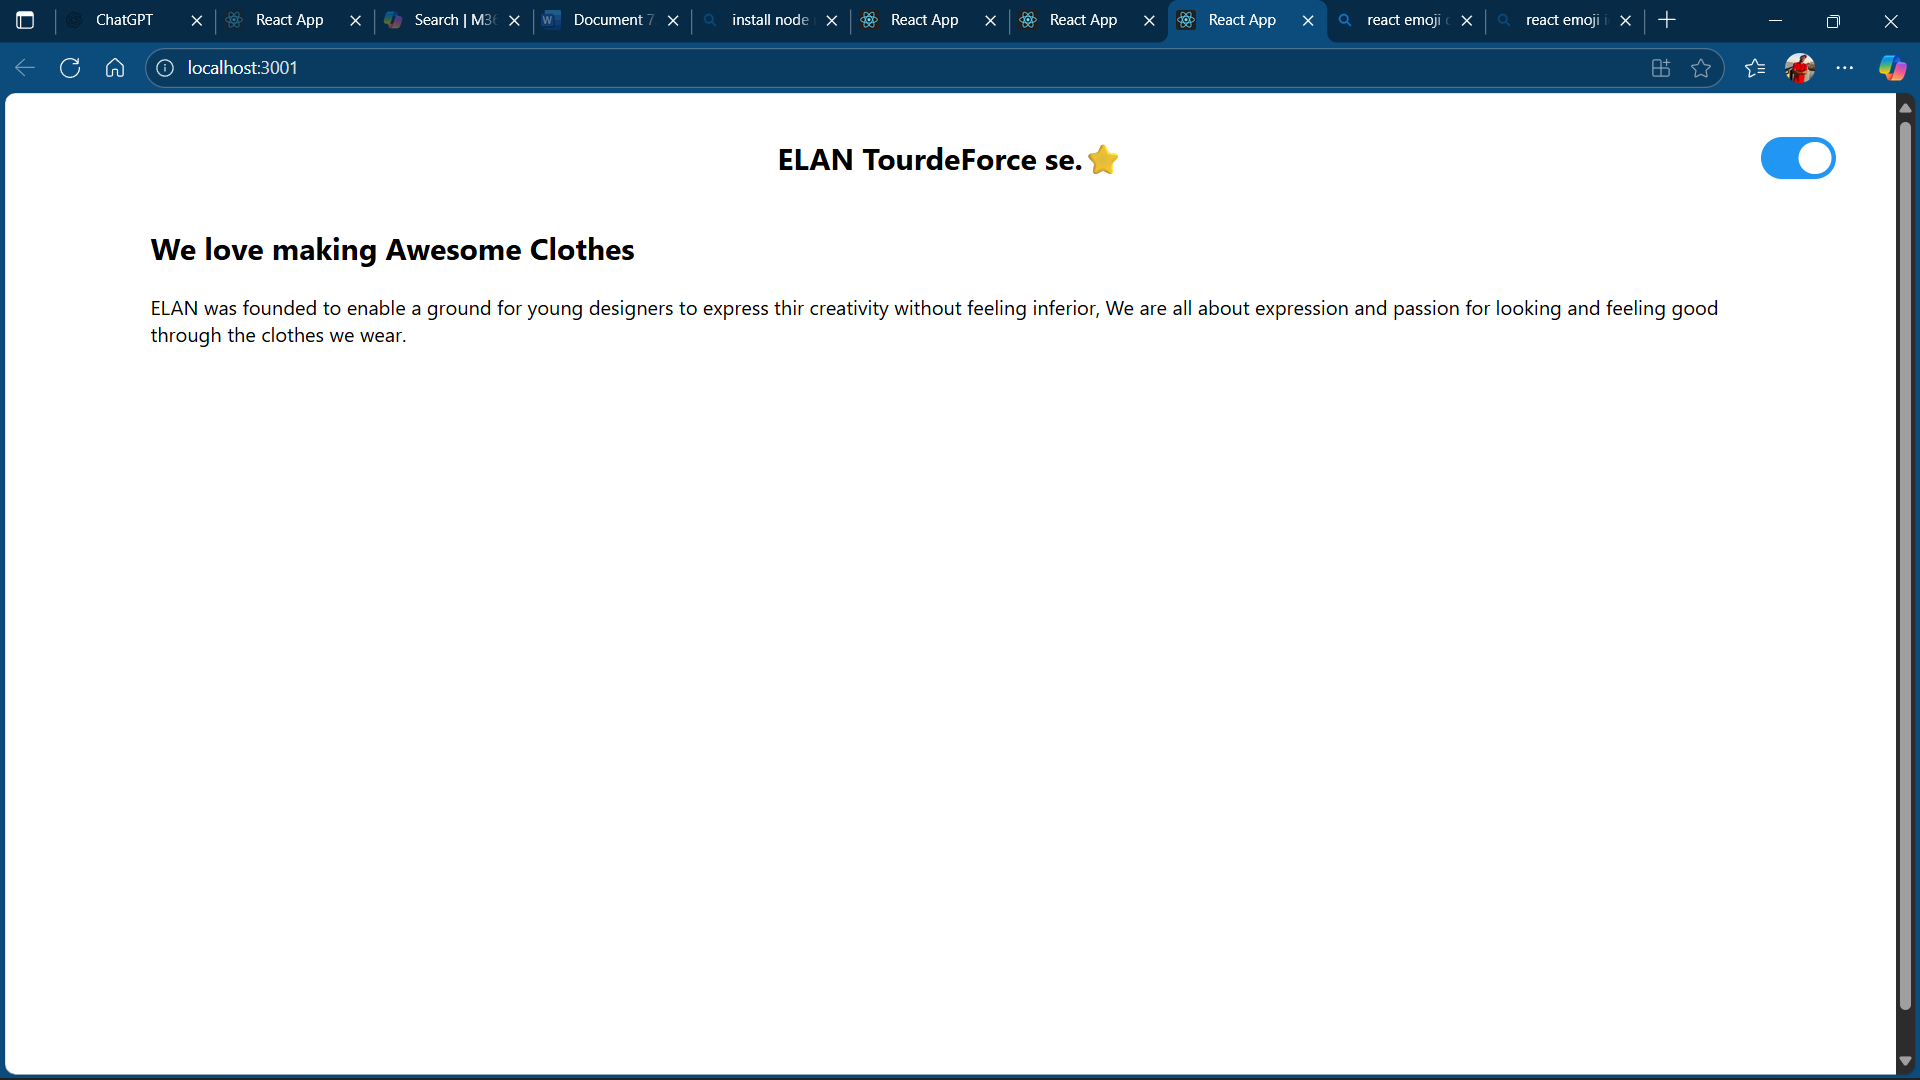 ChatGPT
React App
Search | M36
Document 7
install node
React App
React App
React App
react emoji
react emoji
localhost:3001
ELAN TourdeForce se.⭐
We love making Awesome Clothes
ELAN was founded to enable a ground for young designers to express thir creativity without feeling inferior, We are all about expression and passion for looking and feeling good
through the clothes we wear.